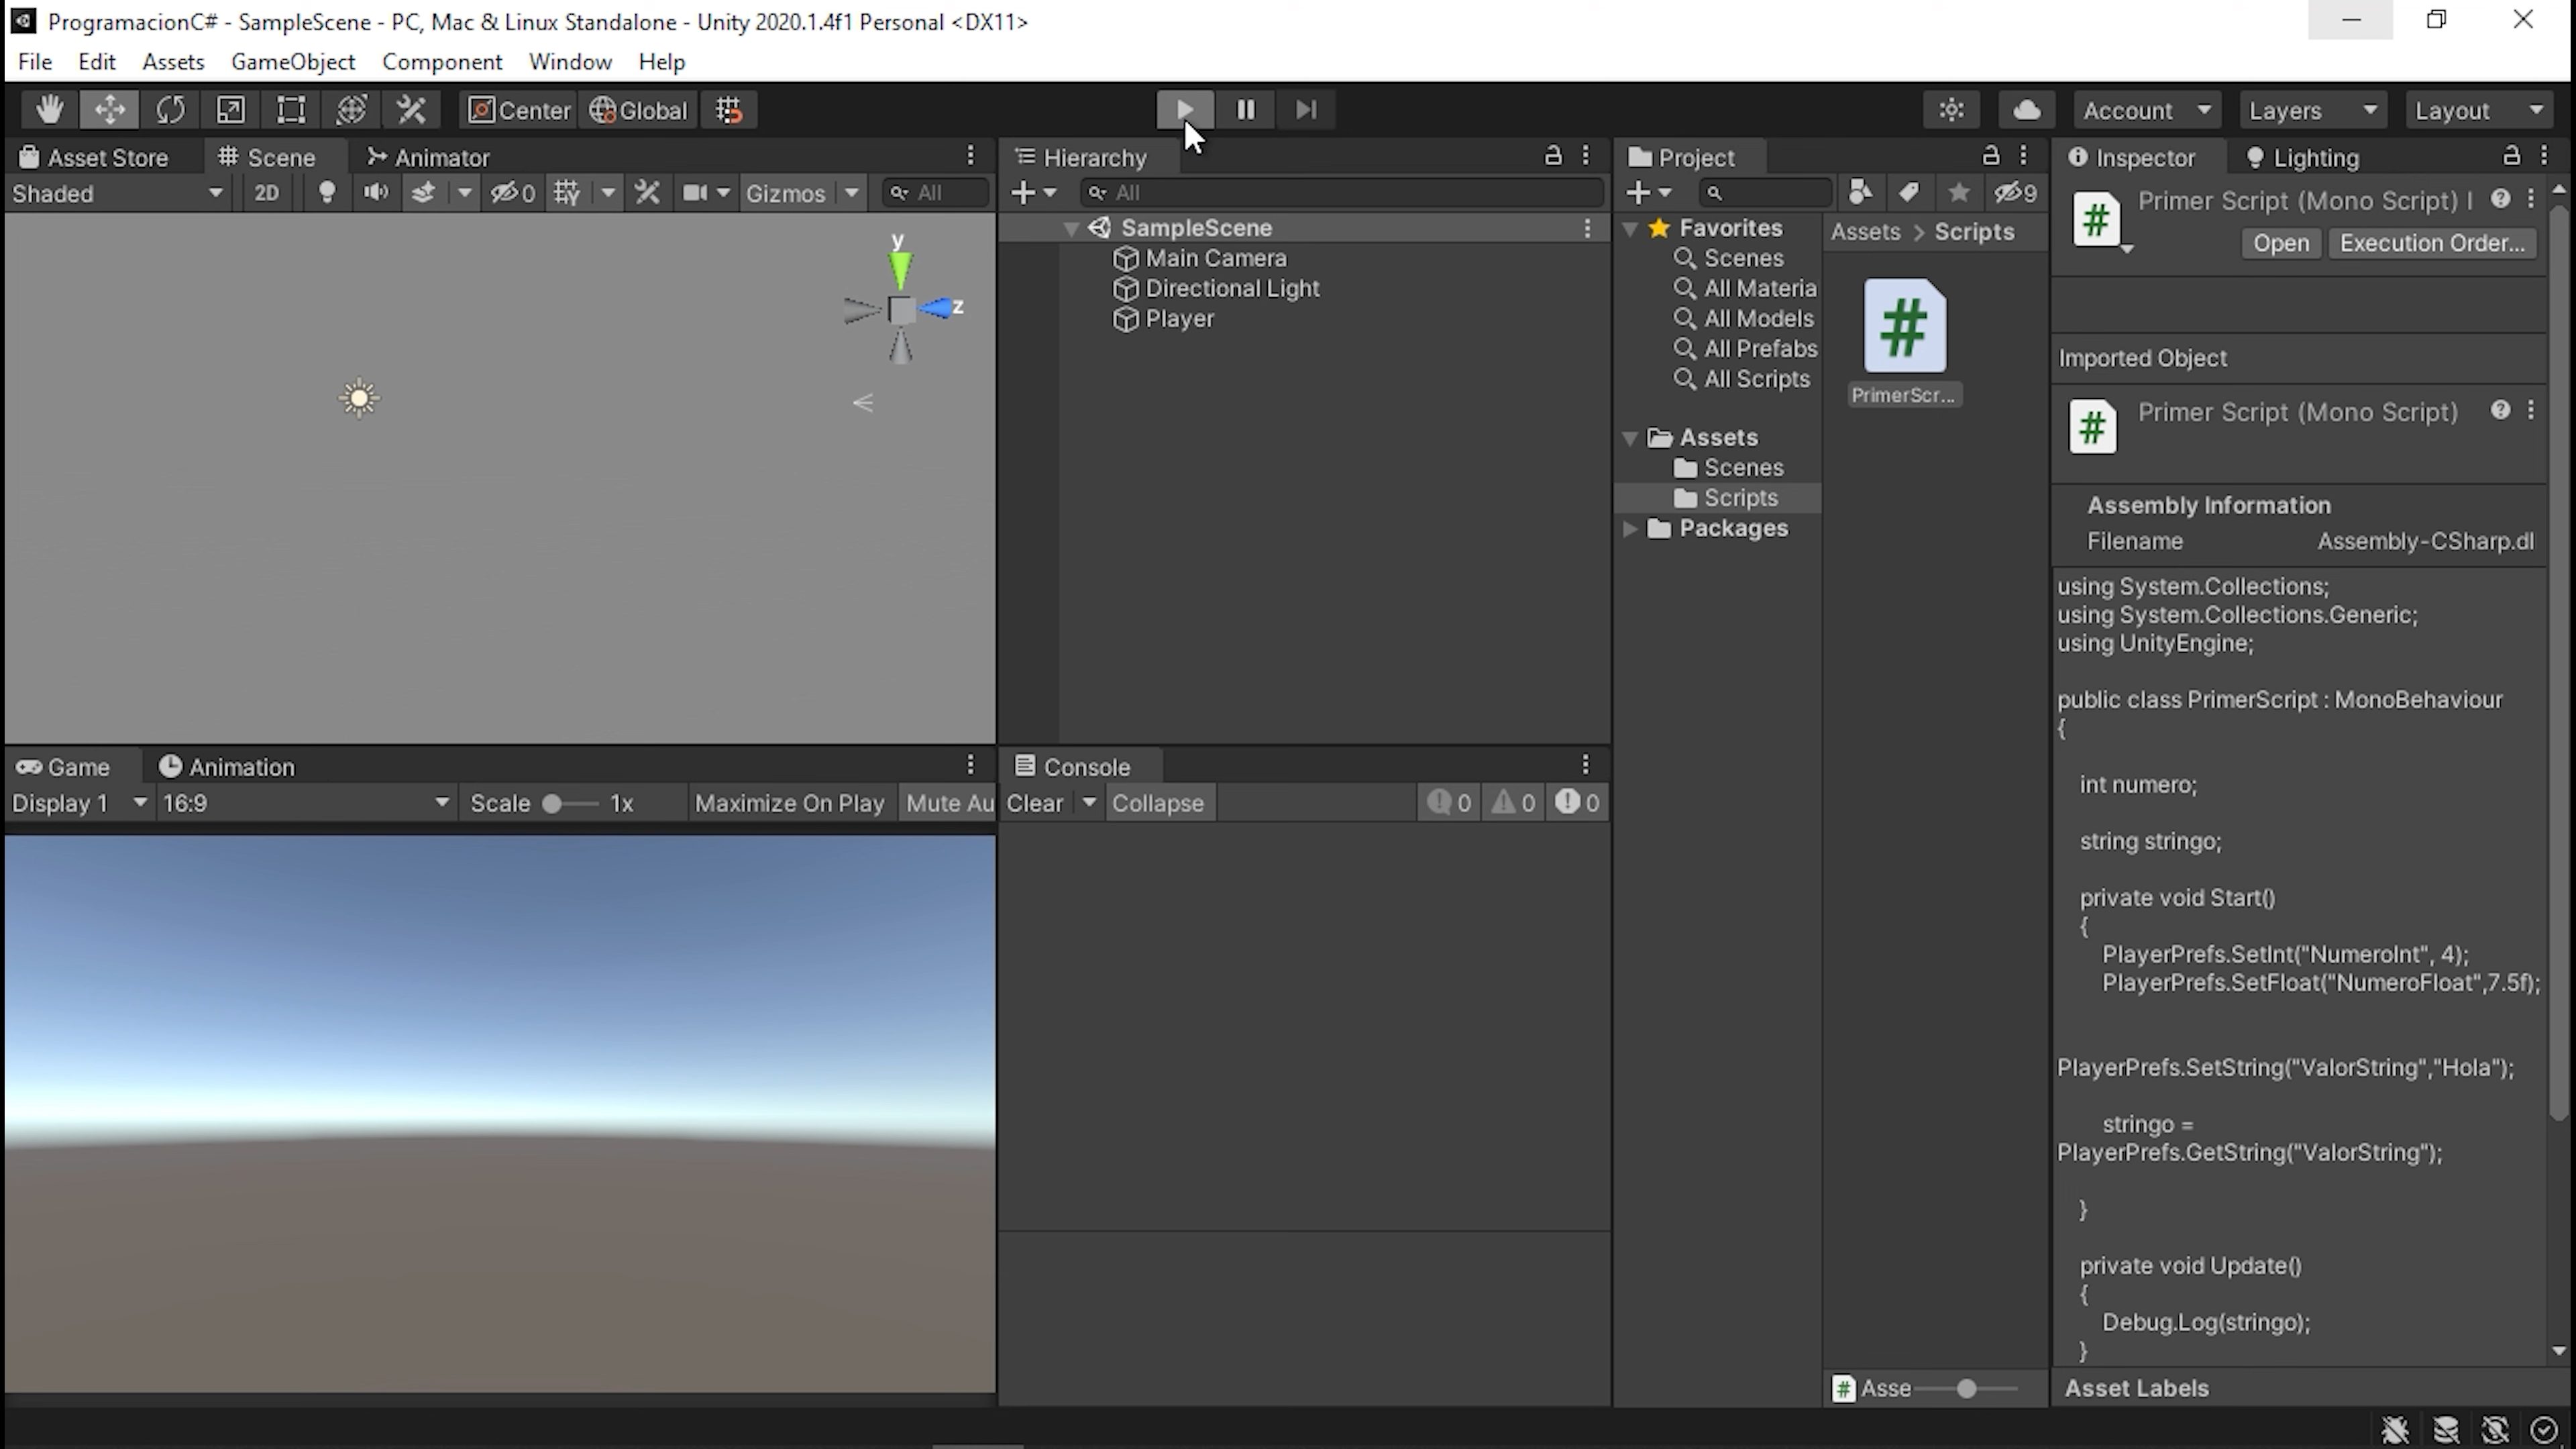 ProgramacionC# - SampleScene - PC, Mac & Linux Standalone - Unity 2020.1.4f1 Personal <DX11>
File Edit Assets GameObject Component Window Help
Center Global Account Layers Layout
Asset Store Scene Animator
Shaded 2D 0 Gizmos All
y
z
Hierarchy
All
SampleScene
Main Camera
Directional Light
Player
Game Animation
Display 1 16:9 Scale 1x Maximize On Play Mute Au
Console
Clear Collapse 0 0 0
Project
9
Favorites
Scenes
All Materia
All Models
All Prefabs
All Scripts
Assets
Scenes
Scripts
Packages
Assets > Scripts
PrimerScr...
Asse
Inspector Lighting
Primer Script (Mono Script) I
Open Execution Order...
Imported Object
Primer Script (Mono Script)
Assembly Information
Filename Assembly-CSharp.dl
using System.Collections;
using System.Collections.Generic;
using UnityEngine;
public class PrimerScript : MonoBehaviour
{
int numero;
string stringo;
private void Start()
{
PlayerPrefs.SetInt("NumeroInt", 4);
PlayerPrefs.SetFloat("NumeroFloat",7.5f);
PlayerPrefs.SetString("ValorString","Hola");
stringo =
PlayerPrefs.GetString("ValorString");
}
private void Update()
{
Debug.Log(stringo);
}
Asset Labels